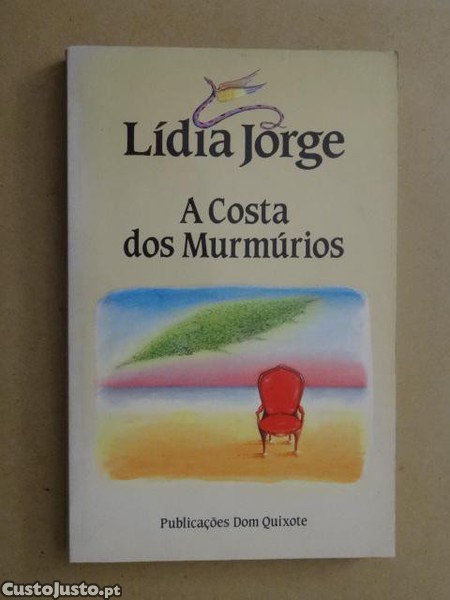 Lídia Jorge
A Costa
dos Murmúrios
Publicações Dom Quixote
CustoJusto.pt